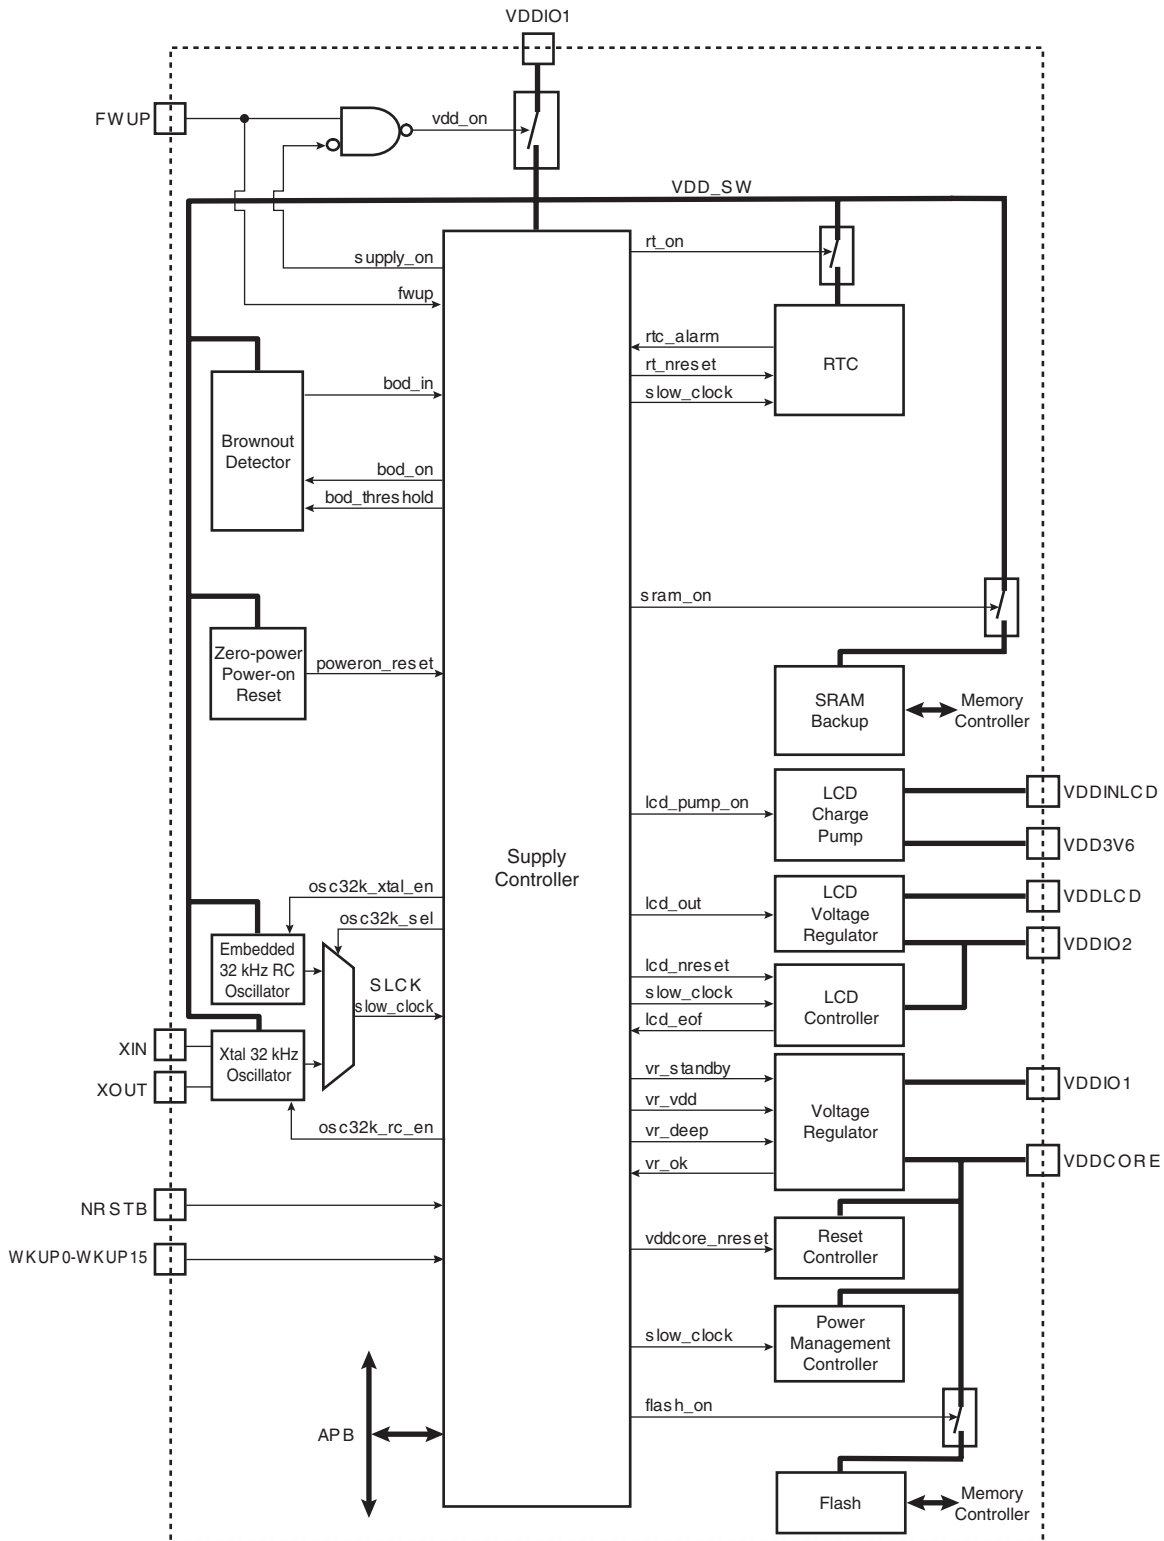 VDDIO1
FWUP
vdd_on
VDD_SW
supply_on
fwup
rt_on
rtc_alarm
rt_nreset
slow_clock
RTC
bod_in
Brownout
Detector
bod_on
bod_threshold
sram_on
Zero-power
Power-on
Reset
poweron_reset
SRAM
Backup
Memory
Controller
lcd_pump_on
LCD
Charge
Pump
VDDINLCD
VDD3V6
Supply
Controller
osc32k_xtal_en
osc32k_sel
lcd_out
LCD
Voltage
Regulator
VDDLCD
VDDIO2
Embedded
32 kHz RC
Oscillator
SLCK
slow_clock
lcd_nreset
slow_clock
lcd_eof
LCD
Controller
XIN
XOUT
Xtal 32 kHz
Oscillator
osc32k_rc_en
vr_standby
vr_vdd
vr_deep
vr_ok
Voltage
Regulator
VDDIO1
VDDCORE
NRSTB
WKUP0-WKUP15
vddcore_nreset
Reset
Controller
slow_clock
Power
Management
Controller
flash_on
APB
Flash
Memory
Controller